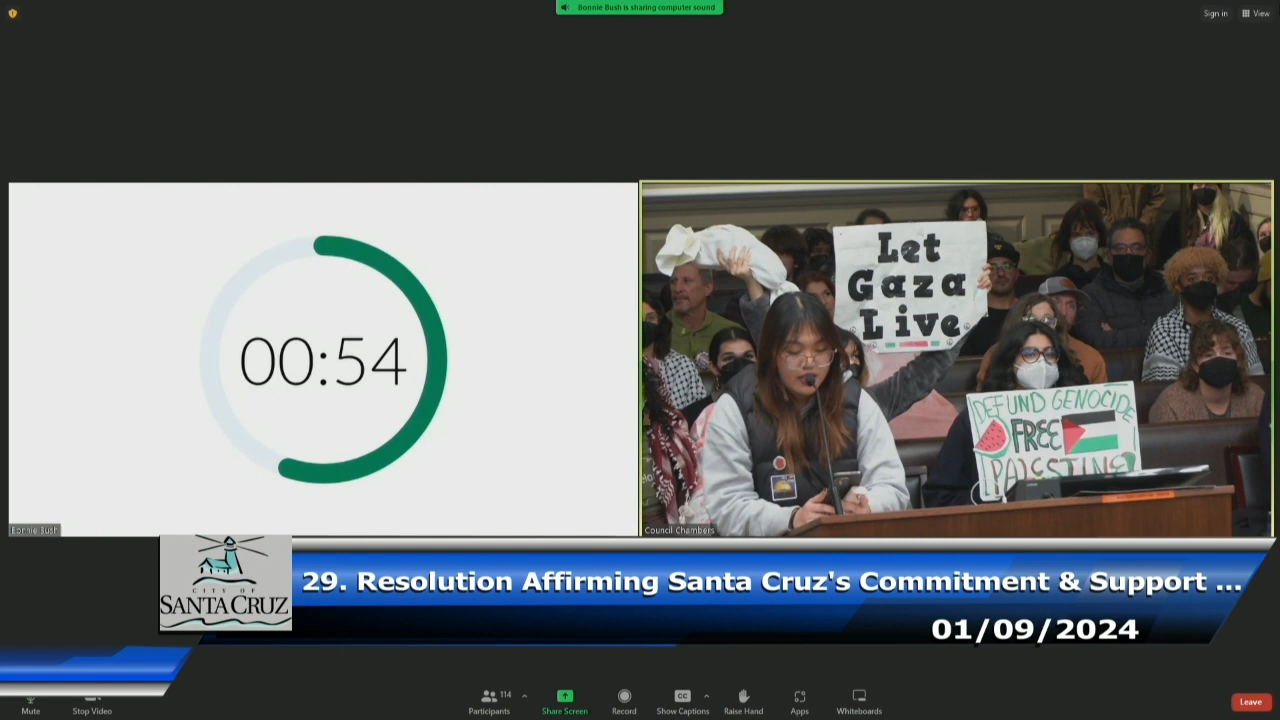 Bonnie Bush is sharing computer sound
Sign in
View
00:54
Let
Gaza
Live
DEFUND GENOCIDE
FREE
PALESTINE
Bonnie Bush
Council Chambers
CITY OF
SANTA CRUZ
29. Resolution Affirming Santa Cruz's Commitment & Support ...
01/09/2024
Mute
Stop Video
Participants
114
Share Screen
CC
Record
Show Captions
Raise Hand
Apps
Whiteboards
Leave